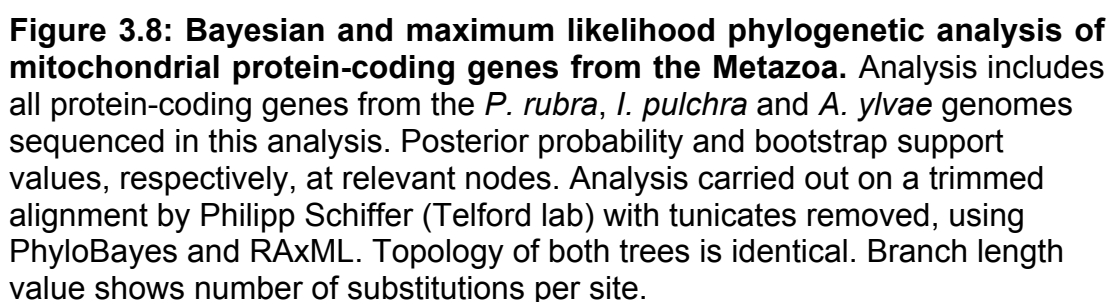 Figure 3.8: Bayesian and maximum likelihood phylogenetic analysis of
mitochondrial protein-coding genes from the Metazoa. Analysis includes
all protein-coding genes from the P. rubra, I. pulchra and A. ylvae genomes
sequenced in this analysis. Posterior probability and bootstrap support
values, respectively, at relevant nodes. Analysis carried out on a trimmed
alignment by Philipp Schiffer (Telford lab) with tunicates removed, using
PhyloBayes and RAxML. Topology of both trees is identical. Branch length
value shows number of substitutions per site.